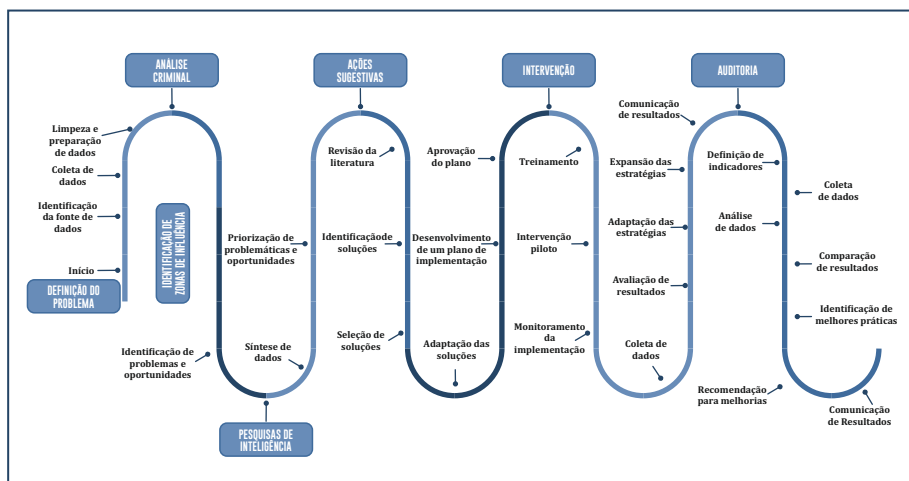 ANÁLISE
CRIMINAL
AÇÕES
SUGESTIVAS
INTERVENÇÃO
AUDITORIA
Limpeza e
preparação
de dados
Coleta de
dados
Identificação
da fonte de
dados
Início
DEFINIÇÃO DO
PROBLEMA
IDENTIFICAÇÃO DE
ZONAS DE INFLUÊNCIA
Identificação de
problemas e
oportunidades
PESQUISAS DE
INTELIGÊNCIA
Síntese de
dados
Priorização de
problemáticas e
oportunidades
Revisão da
literatura
Identificaçãode
soluções
Seleção de
soluções
Adaptação das
soluções
Desenvolvimento
de um plano de
implementação
Aprovação
do plano
Treinamento
Intervenção
piloto
Monitoramento
da
implementação
Coleta de
dados
Avaliação de
resultados
Adaptação das
estratégias
Expansão das
estratégias
Comunicação
de resultados
Definição de
indicadores
Coleta
de dados
Análise
de dados
Comparação
de resultados
Identificação de
melhores práticas
Recomendação
para melhorias
Comunicação
de Resultados